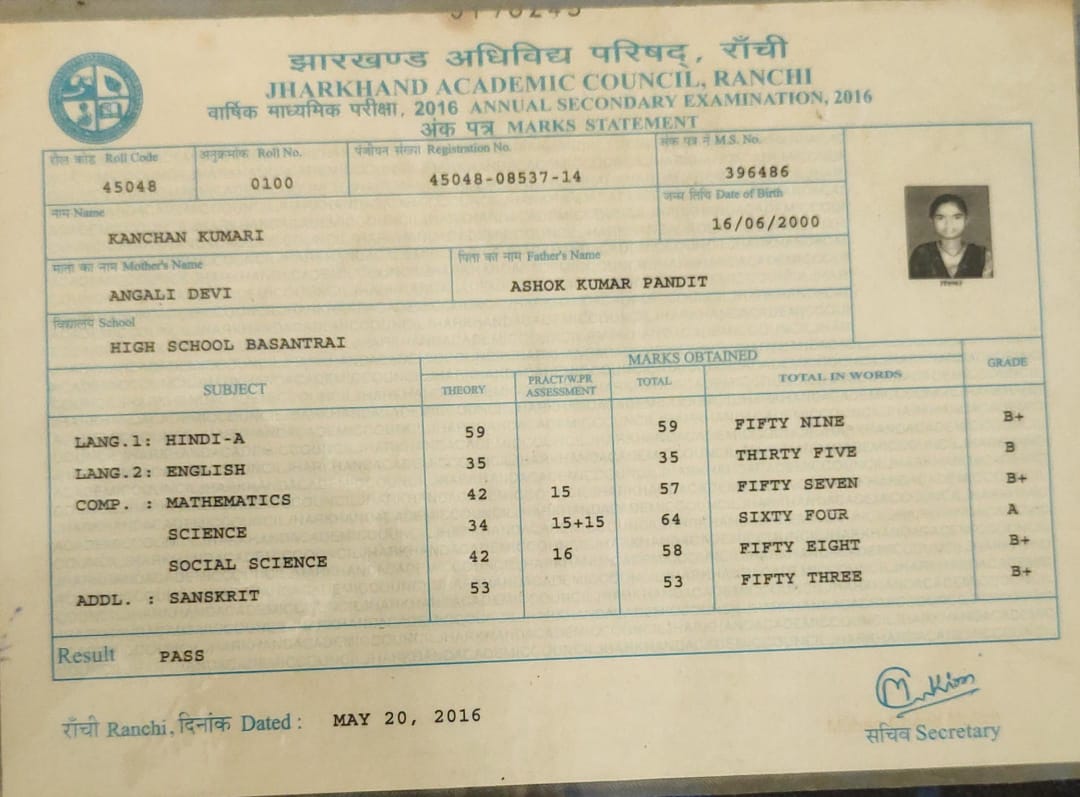 झारखण्ड अधिविद्य परिषद्, राँची
JHARKHAND ACADEMIC COUNCIL, RANCHI
वार्षिक माध्यमिक परीक्षा, 2016 ANNUAL SECONDARY EXAMINATION, 2016
अंक पत्र MARKS STATEMENT
रौल कोड Roll Code अनुक्रमांक Roll No. पंजीयन संख्या Registration No. अंक पत्र नं M.S. No.
45048 0100 45048-08537-14 396486
नाम Name जन्म तिथि Date of Birth
KANCHAN KUMARI 16/06/2000
माता का नाम Mother's Name पिता का नाम Father's Name
ANGALI DEVI ASHOK KUMAR PANDIT
विद्यालय School
HIGH SCHOOL BASANTRAI
SUBJECT MARKS OBTAINED GRADE
THEORY PRACT/W.PR ASSESSMENT TOTAL TOTAL IN WORDS
LANG.1: HINDI-A 59 59 FIFTY NINE B+
LANG.2: ENGLISH 35 35 THIRTY FIVE B
COMP. : MATHEMATICS 42 15 57 FIFTY SEVEN B+
SCIENCE 34 15+15 64 SIXTY FOUR A
SOCIAL SCIENCE 42 16 58 FIFTY EIGHT B+
ADDL. : SANSKRIT 53 53 FIFTY THREE B+
Result PASS
राँची Ranchi, दिनांक Dated : MAY 20, 2016
सचिव Secretary